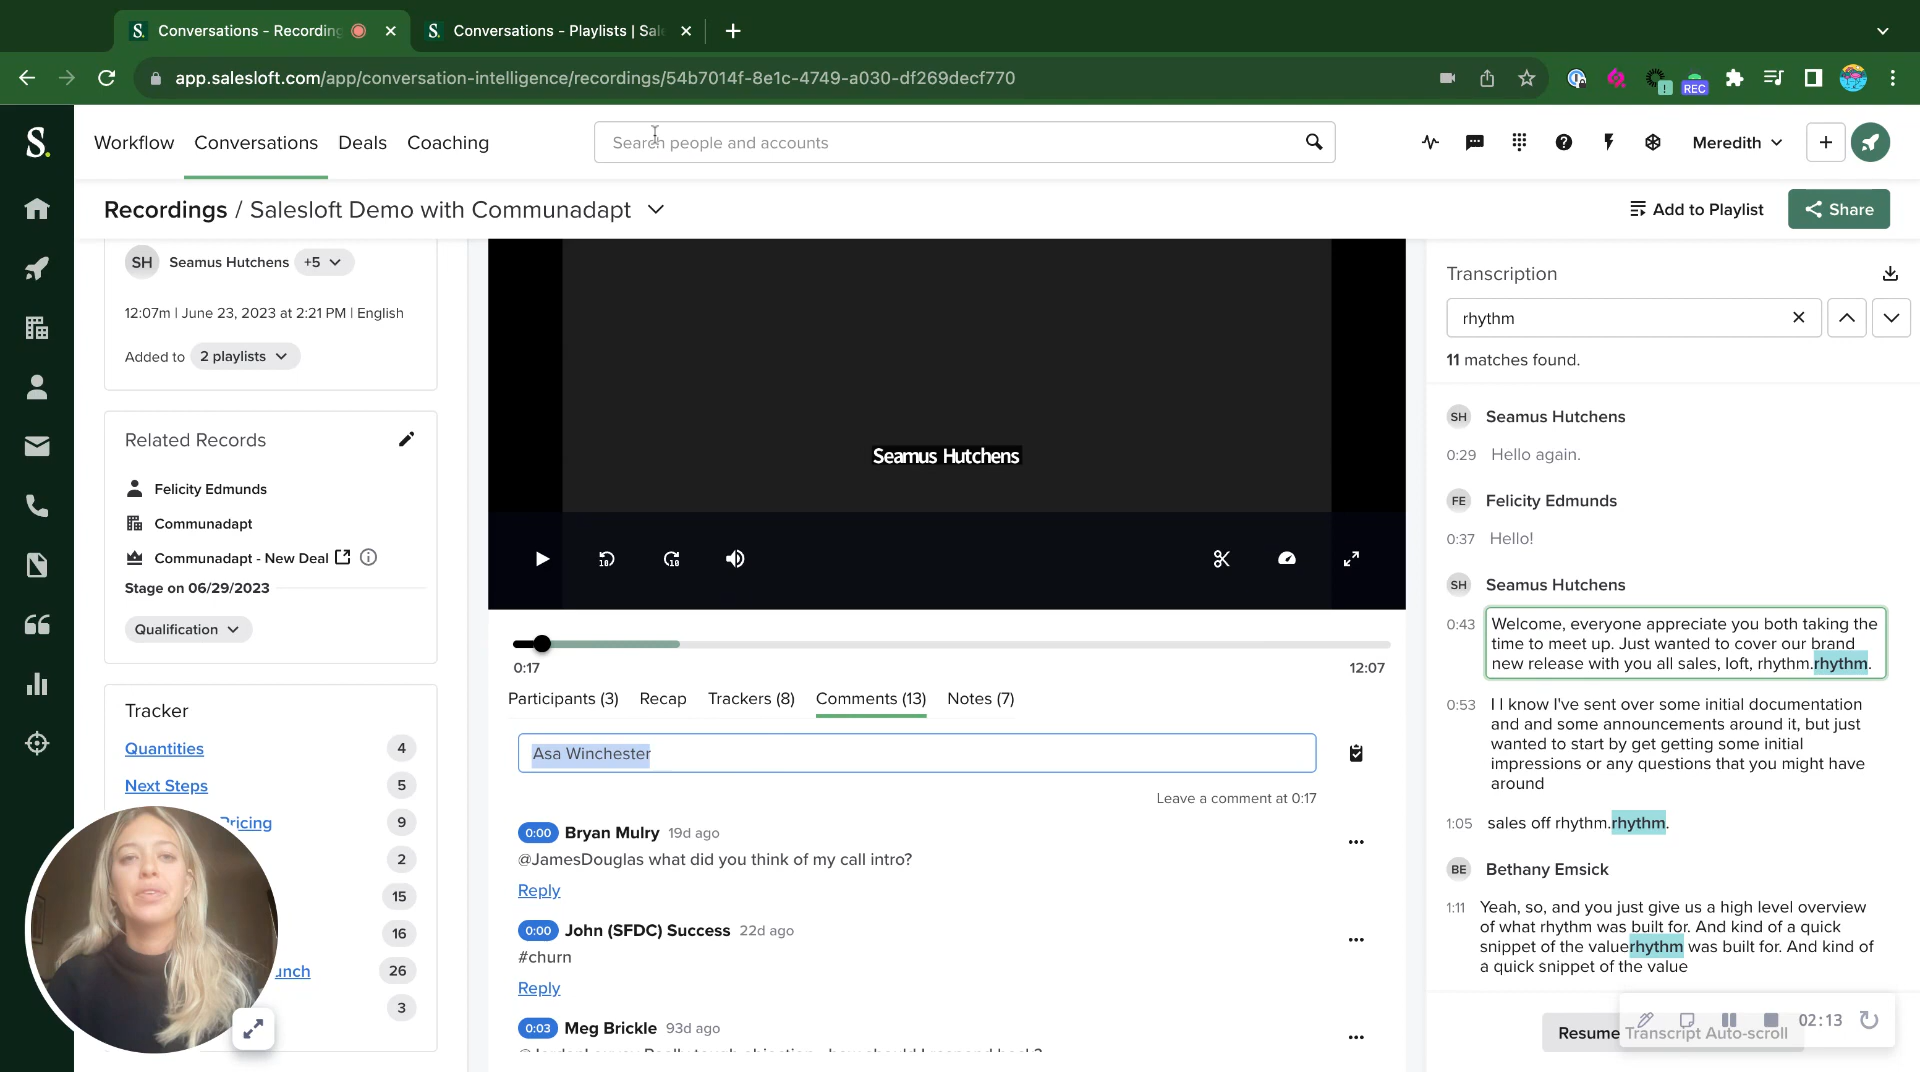 Conversations - Recording
Conversations - Playlists | Sal
app.salesloft.com/app/conversation-intelligence/recordings/54b7014f-8e1c-4749-a030-df269decf770
REC
S.
Workflow
Conversations
Deals
Coaching
Search people and accounts
Meredith
Recordings / Salesloft Demo with Communadapt
Add to Playlist
Share
SH Seamus Hutchens +5
12:07m | June 23, 2023 at 2:21 PM | English
Added to 2 playlists
Related Records
Felicity Edmunds
Communadapt
Communadapt - New Deal
Stage on 06/29/2023
Qualification
Tracker
Quantities 4
Next Steps 5
Pricing 9
2
15
16
unch 26
3
Seamus Hutchens
10
10
0:17
12:07
Participants (3)
Recap
Trackers (8)
Comments (13)
Notes (7)
Asa Winchester
Leave a comment at 0:17
0:00 Bryan Mulry 19d ago
@JamesDouglas what did you think of my call intro?
Reply
0:00 John (SFDC) Success 22d ago
#churn
Reply
0:03 Meg Brickle 93d ago
Transcription
rhythm
11 matches found.
SH Seamus Hutchens
0:29 Hello again.
FE Felicity Edmunds
0:37 Hello!
SH Seamus Hutchens
0:43 Welcome, everyone appreciate you both taking the
time to meet up. Just wanted to cover our brand
new release with you all sales, loft, rhythm.rhythm.
0:53 I I know I've sent over some initial documentation
and and some announcements around it, but just
wanted to start by get getting some initial
impressions or any questions that you might have
around
1:05 sales off rhythm.rhythm.
BE Bethany Emsick
1:11 Yeah, so, and you just give us a high level overview
of what rhythm was built for. And kind of a quick
snippet of the valuerhythm was built for. And kind of
a quick snippet of the value
02:13
Resume Transcript Auto-scroll